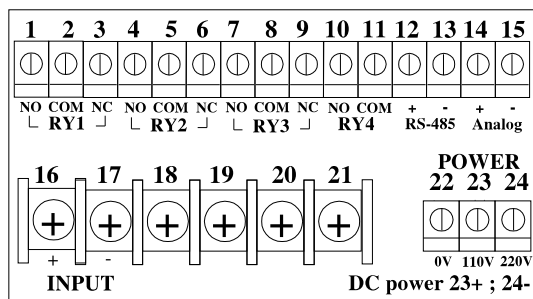 1 2 3 4 5 6 7 8 9 10 11 12 13 14 15
NO COM NC NO COM NC NO COM NC NO COM + - + -
RY1 RY2 RY3 RY4 RS-485 Analog
POWER
16 17 18 19 20 21 22 23 24
+ - 0V 110V 220V
INPUT DC power 23+ ; 24-